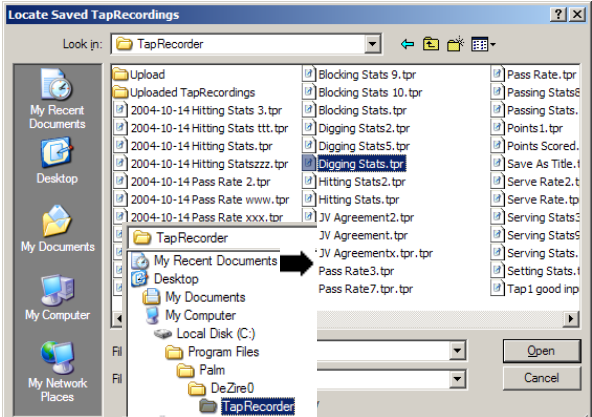 Locate Saved TapRecordings
Look in: TapRecorder
My Recent Documents
Desktop
My Documents
My Computer
My Network Places
Upload
Uploaded TapRecordings
2004-10-14 Hitting Stats 3.tpr
2004-10-14 Hitting Stats ttt.tpr
2004-10-14 Hitting Stats.tpr
2004-10-14 Hitting Statszzz.tpr
2004-10-14 Pass Rate 2.tpr
2004-10-14 Pass Rate www.tpr
2004-10-14 Pass Rate xxx.tpr
Blocking Stats 9.tpr
Blocking Stats 10.tpr
Blocking Stats.tpr
Digging Stats2.tpr
Digging Stats5.tpr
Digging Stats.tpr
Hitting Stats2.tpr
Hitting Stats.tpr
JV Agreement2.tpr
JV Agreement.tpr
JV Agreementx.tpr.tpr
Pass Rate3.tpr
Pass Rate7.tpr.tpr
Pass Rate.tpr
Passing Stats8
Passing Stats.
Points1.tpr
Points Scored.
Save As Title.t
Serve Rate2.t
Serve Rate.tp
Serving Stats3
Serving Stats9
Serving Stats.
Setting Stats.t
Tap1 good inp
TapRecorder
My Recent Documents
Desktop
My Documents
My Computer
Local Disk (C:)
Program Files
Palm
DeZire0
TapRecorder
Fil
Open
Fil
Cancel